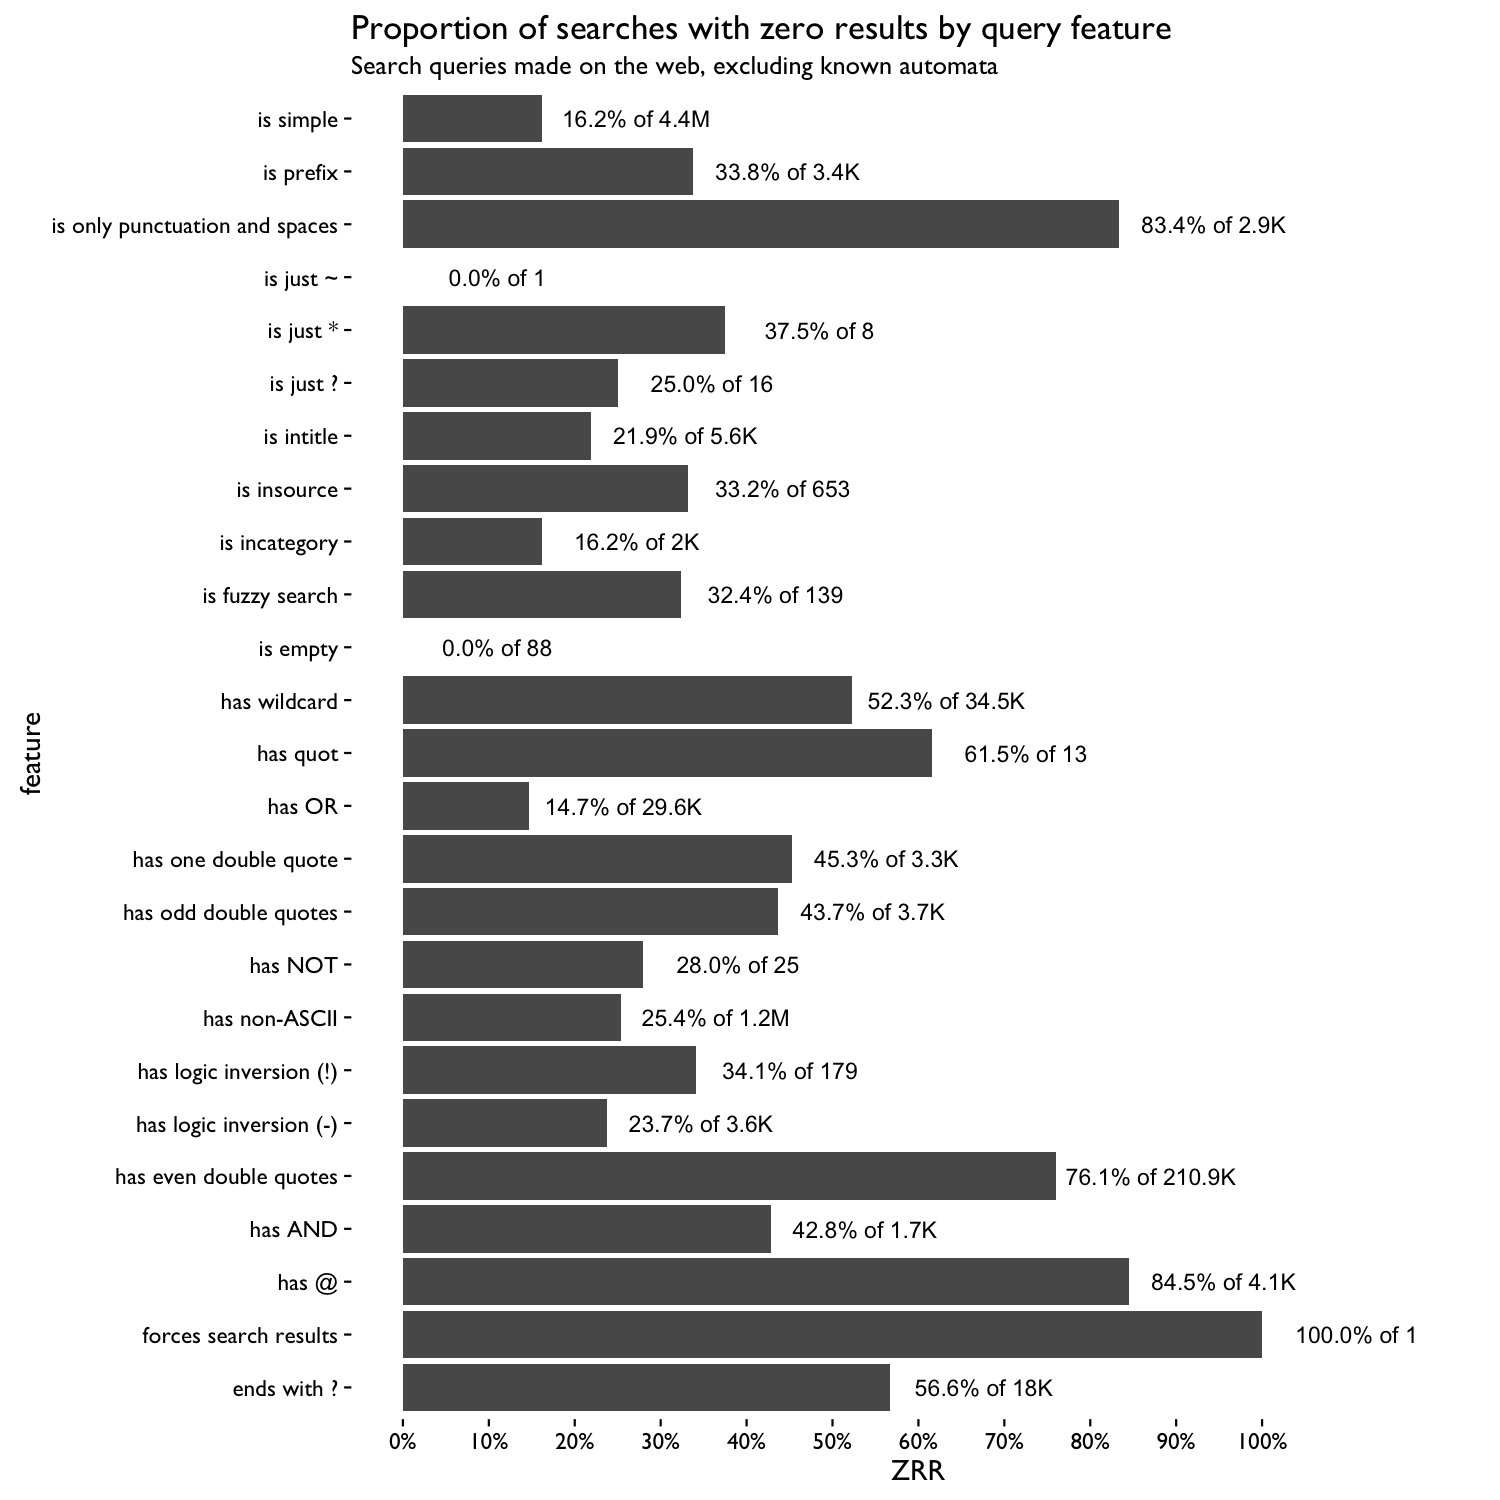 Proportion of searches with zero results by query feature
Search queries made on the web, excluding known automata
is simple 16.2% of 4.4M
is prefix 33.8% of 3.4K
is only punctuation and spaces 83.4% of 2.9K
is just ~ 0.0% of 1
is just * 37.5% of 8
is just ? 25.0% of 16
is intitle 21.9% of 5.6K
is insource 33.2% of 653
is incategory 16.2% of 2K
is fuzzy search 32.4% of 139
is empty 0.0% of 88
has wildcard 52.3% of 34.5K
has quot 61.5% of 13
has OR 14.7% of 29.6K
has one double quote 45.3% of 3.3K
has odd double quotes 43.7% of 3.7K
has NOT 28.0% of 25
has non-ASCII 25.4% of 1.2M
has logic inversion (!) 34.1% of 179
has logic inversion (-) 23.7% of 3.6K
has even double quotes 76.1% of 210.9K
has AND 42.8% of 1.7K
has @ 84.5% of 4.1K
forces search results 100.0% of 1
ends with ? 56.6% of 18K
feature
0% 10% 20% 30% 40% 50% 60% 70% 80% 90% 100%
ZRR